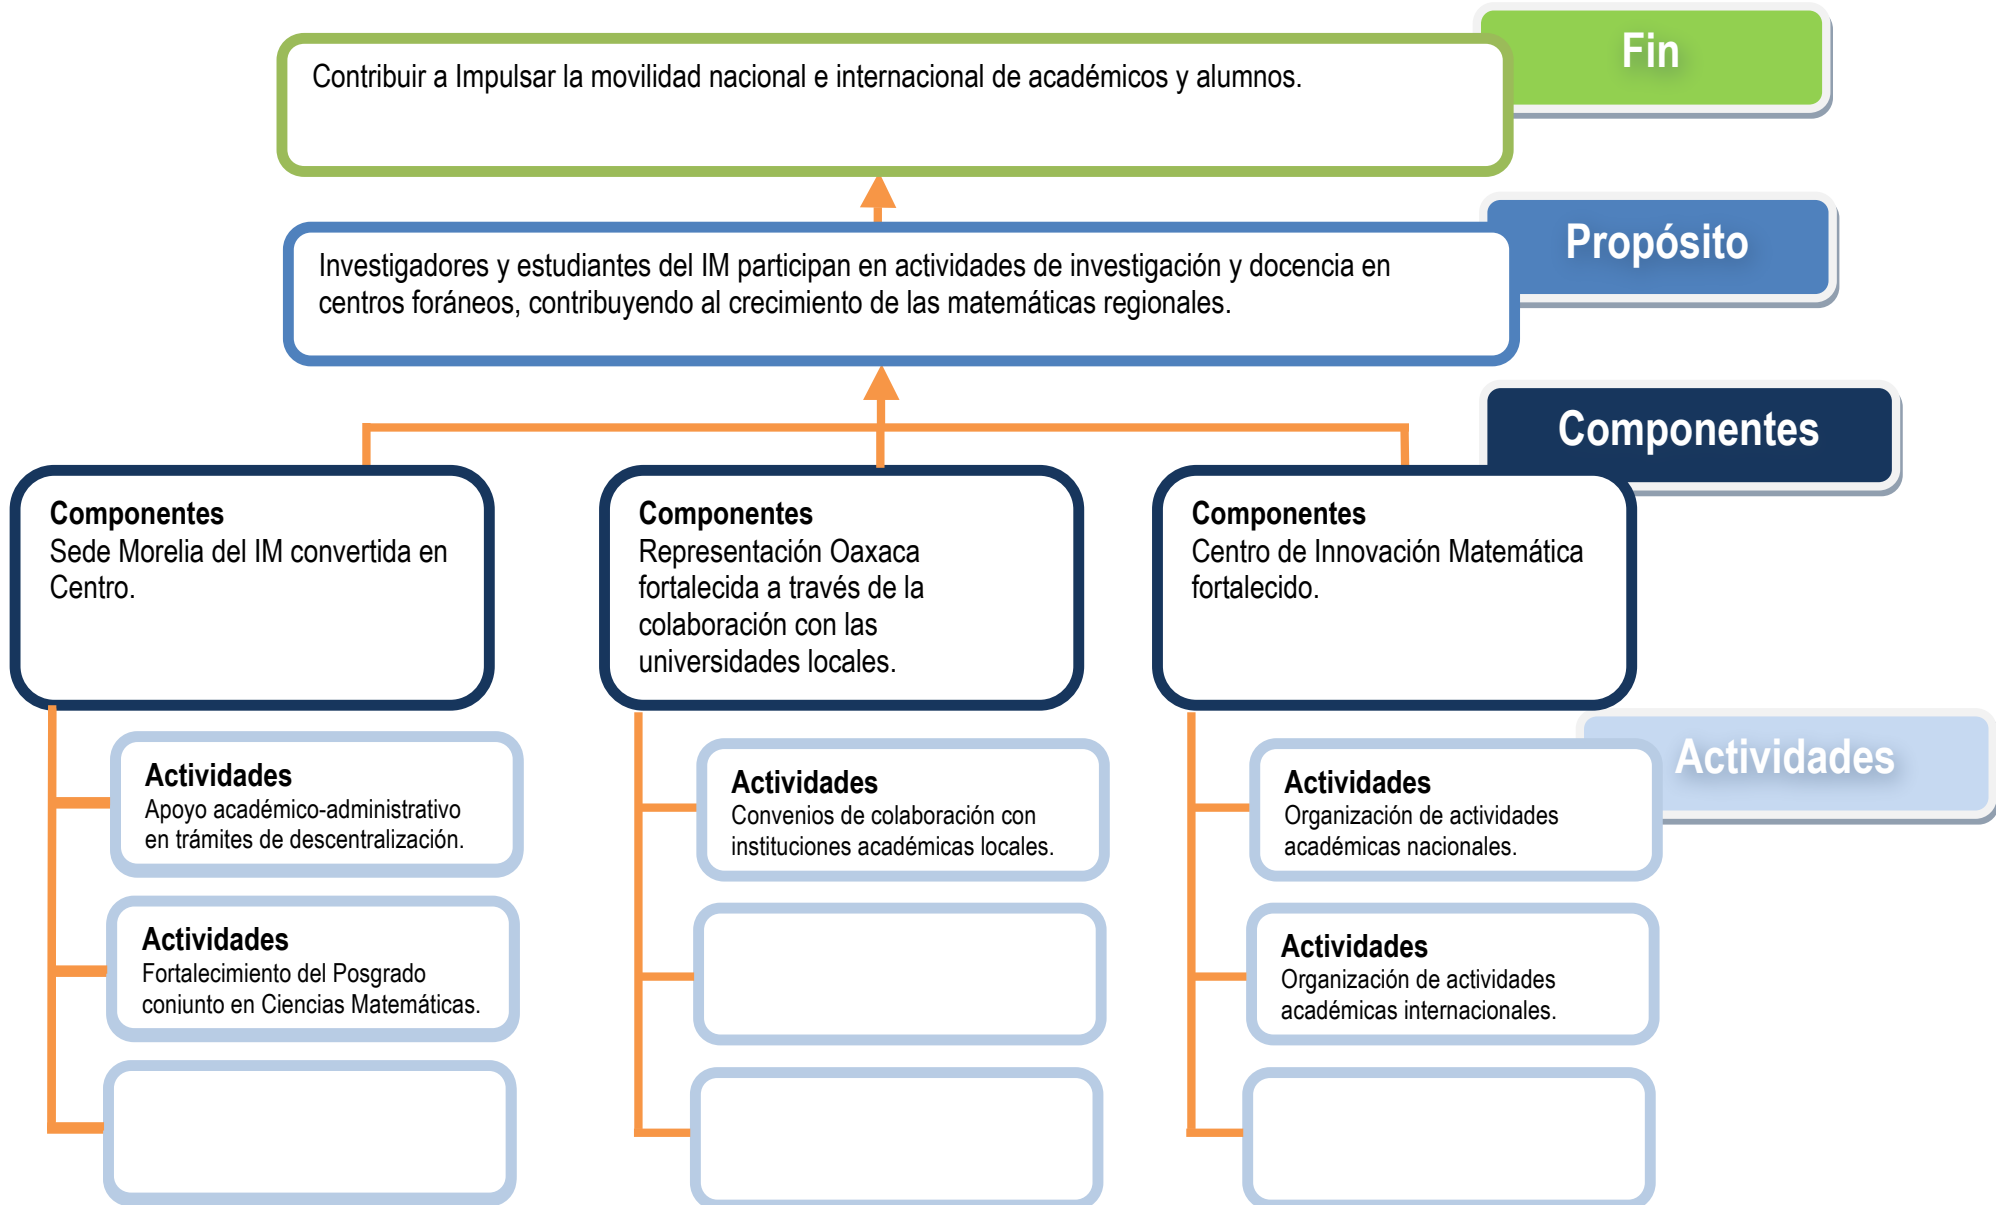 Fin
Contribuir a Impulsar la movilidad nacional e internacional de académicos y alumnos.
Propósito
Investigadores y estudiantes del IM participan en actividades de investigación y docencia en
centros foráneos, contribuyendo al crecimiento de las matemáticas regionales.
Componentes
Componentes
Sede Morelia del IM convertida en
Centro.
Componentes
Representación Oaxaca
fortalecida a través de la
colaboración con las
universidades locales.
Componentes
Centro de Innovación Matemática
fortalecido.
Actividades
Actividades
Apoyo académico-administrativo
en trámites de descentralización.
Actividades
Fortalecimiento del Posgrado
conjunto en Ciencias Matemáticas.
Actividades
Convenios de colaboración con
instituciones académicas locales.
Actividades
Organización de actividades
académicas nacionales.
Actividades
Organización de actividades
académicas internacionales.